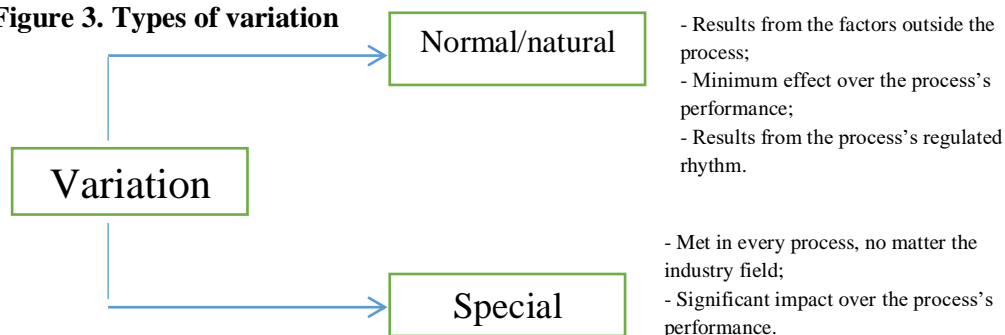 Figure 3. Types of variation
Normal/natural
- Results from the factors outside the
process;
- Minimum effect over the process's
performance;
- Results from the process's regulated
rhythm.
Variation
Special
- Met in every process, no matter the
industry field;
- Significant impact over the process's
performance.